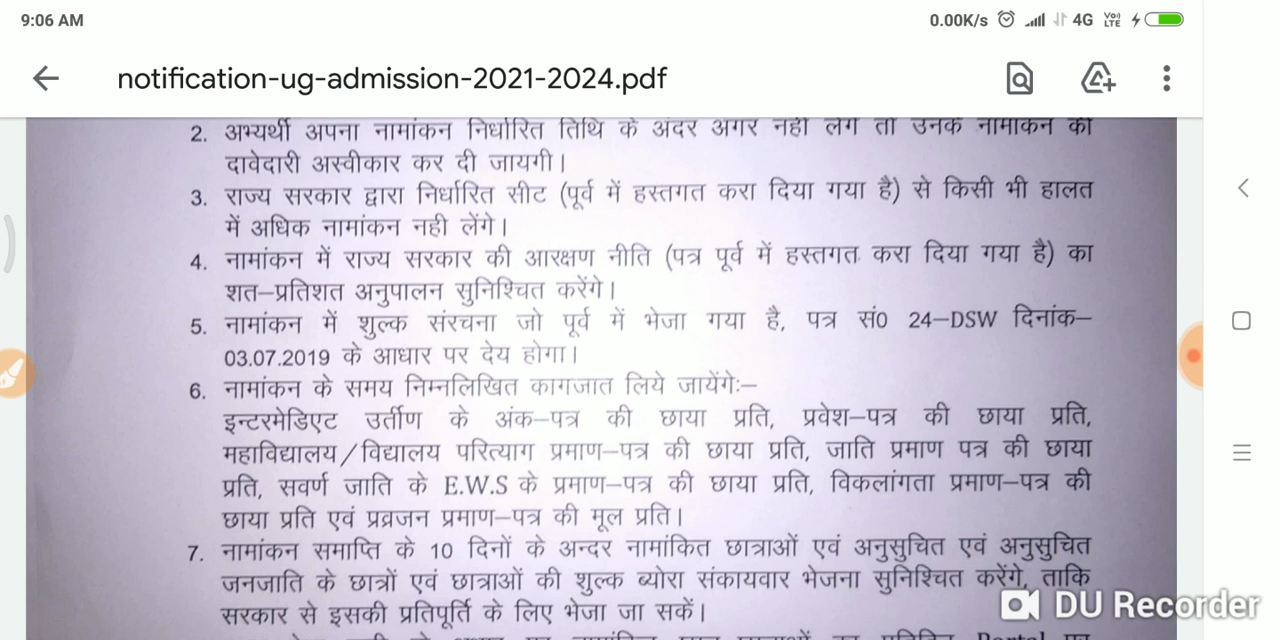 9:06 AM
0.00K/s 4G Vo) LTE
notification-ug-admission-2021-2024.pdf
2. अभ्यर्थी अपना नामांकन निर्धारित तिथि के अंदर अगर नही लेंगे तो उनके नामांकन की
दावेदारी अस्वीकार कर दी जायगी।
3. राज्य सरकार द्वारा निर्धारित सीट (पूर्व में हस्तगत करा दिया गया है) से किसी भी हालत
में अधिक नामांकन नही लेंगे।
4. नामांकन में राज्य सरकार की आरक्षण नीति (पत्र पूर्व में हस्तगत करा दिया गया है) का
शत–प्रतिशत अनुपालन सुनिश्चित करेंगे।
5. नामांकन में शुल्क संरचना जो पूर्व में भेजा गया है, पत्र सं0 24–DSW दिनांक–
03.07.2019 के आधार पर देय होगा।
6. नामांकन के समय निम्नलिखित कागजात लिये जायेंगेः–
इन्टरमेडिएट उर्तीण के अंक–पत्र की छाया प्रति, प्रवेश–पत्र की छाया प्रति,
महाविद्यालय/विद्यालय परित्याग प्रमाण–पत्र की छाया प्रति, जाति प्रमाण पत्र की छाया
प्रति, सवर्ण जाति के E.W.S के प्रमाण–पत्र की छाया प्रति, विकलांगता प्रमाण–पत्र की
छाया प्रति एवं प्रव्रजन प्रमाण–पत्र की मूल प्रति।
7. नामांकन समाप्ति के 10 दिनों के अन्दर नामांकित छात्राओं एवं अनुसुचित एवं अनुसुचित
जनजाति के छात्रों एवं छात्राओं की शुल्क ब्योरा संकायवार भेजना सुनिश्चित करेंगे, ताकि
सरकार से इसकी प्रतिपूर्ति के लिए भेजा जा सकें।
DU Recorder